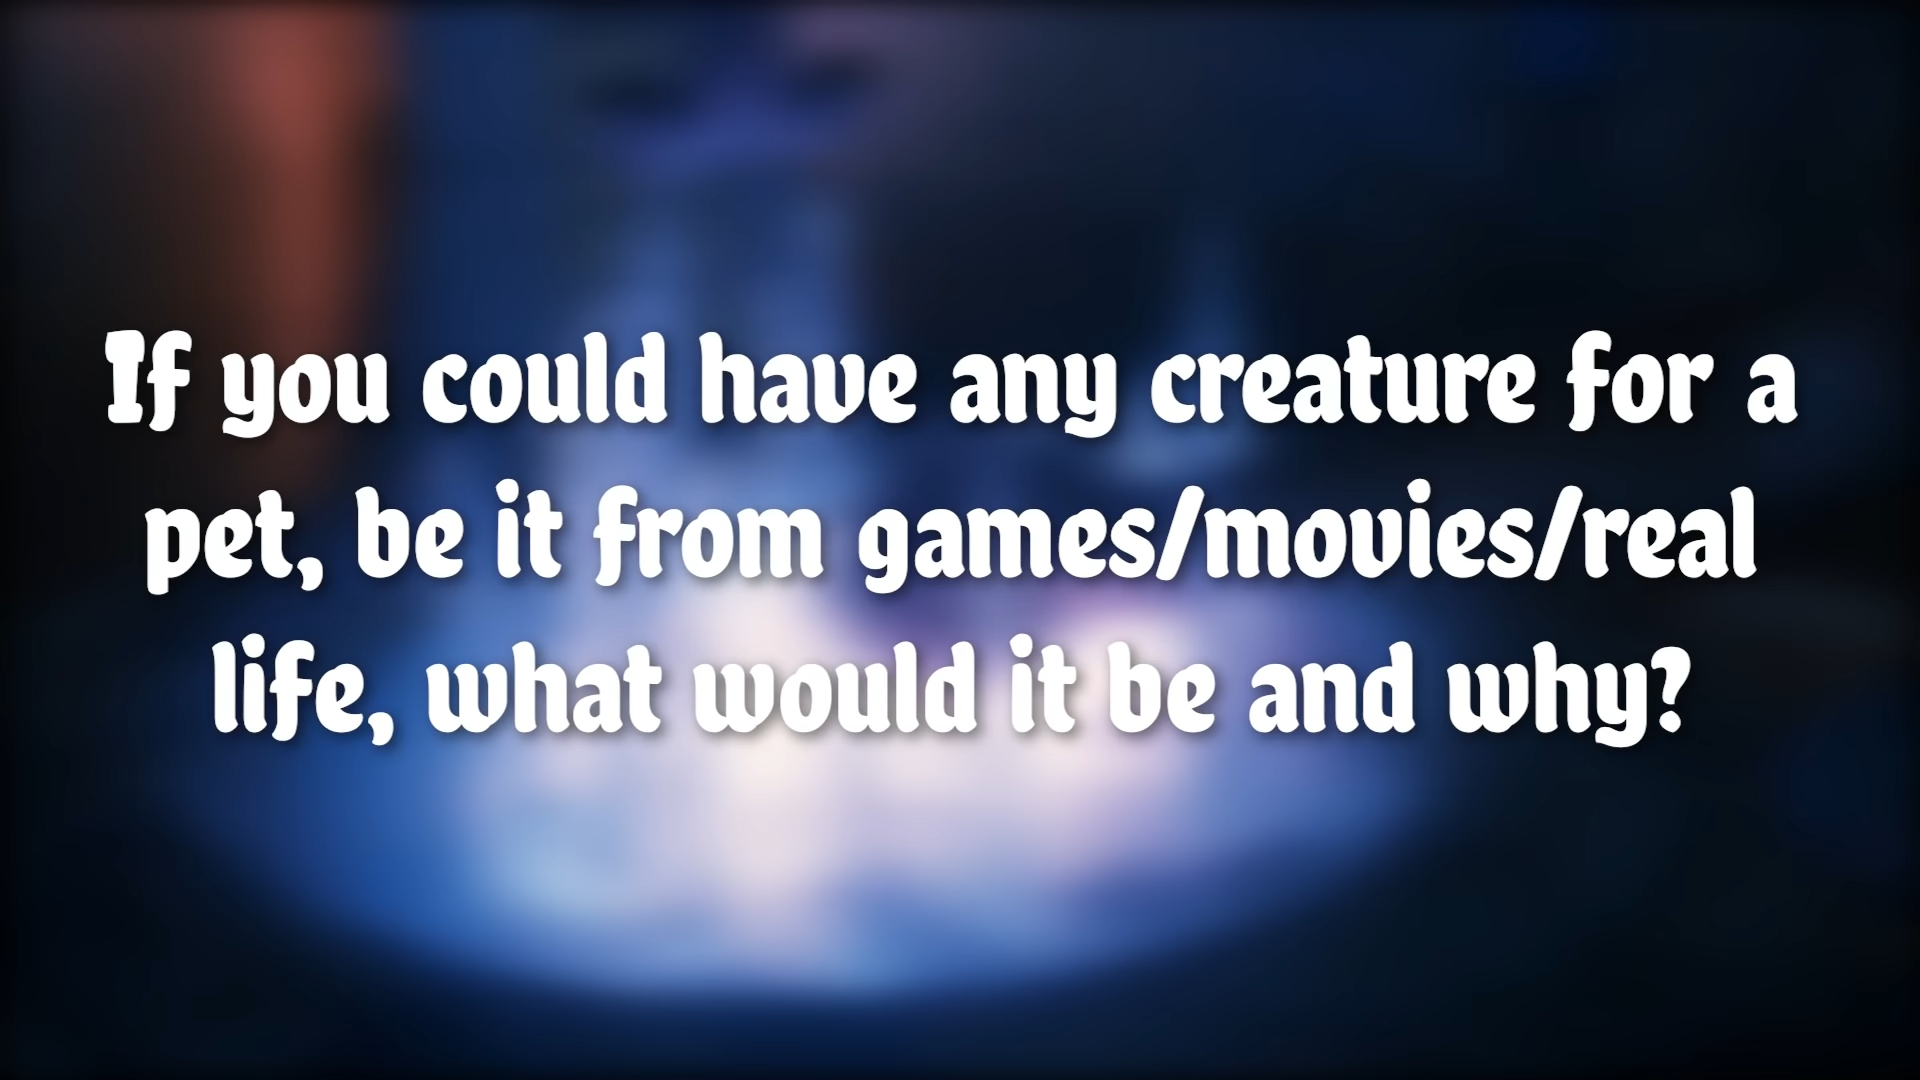 If you could have any creature for a
pet, be it from games/movies/real
life, what would it be and why?